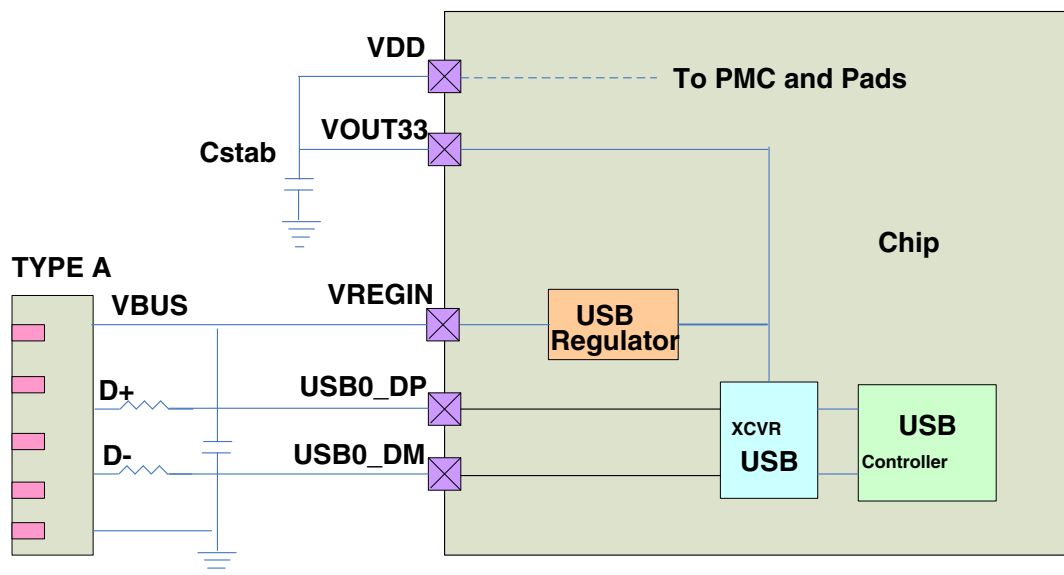 VDD
To PMC and Pads
VOUT33
Cstab
Chip
TYPE A
VBUS
VREGIN
USB
Regulator
D+
USB0_DP
D-
USB0_DM
XCVR
USB
USB
Controller